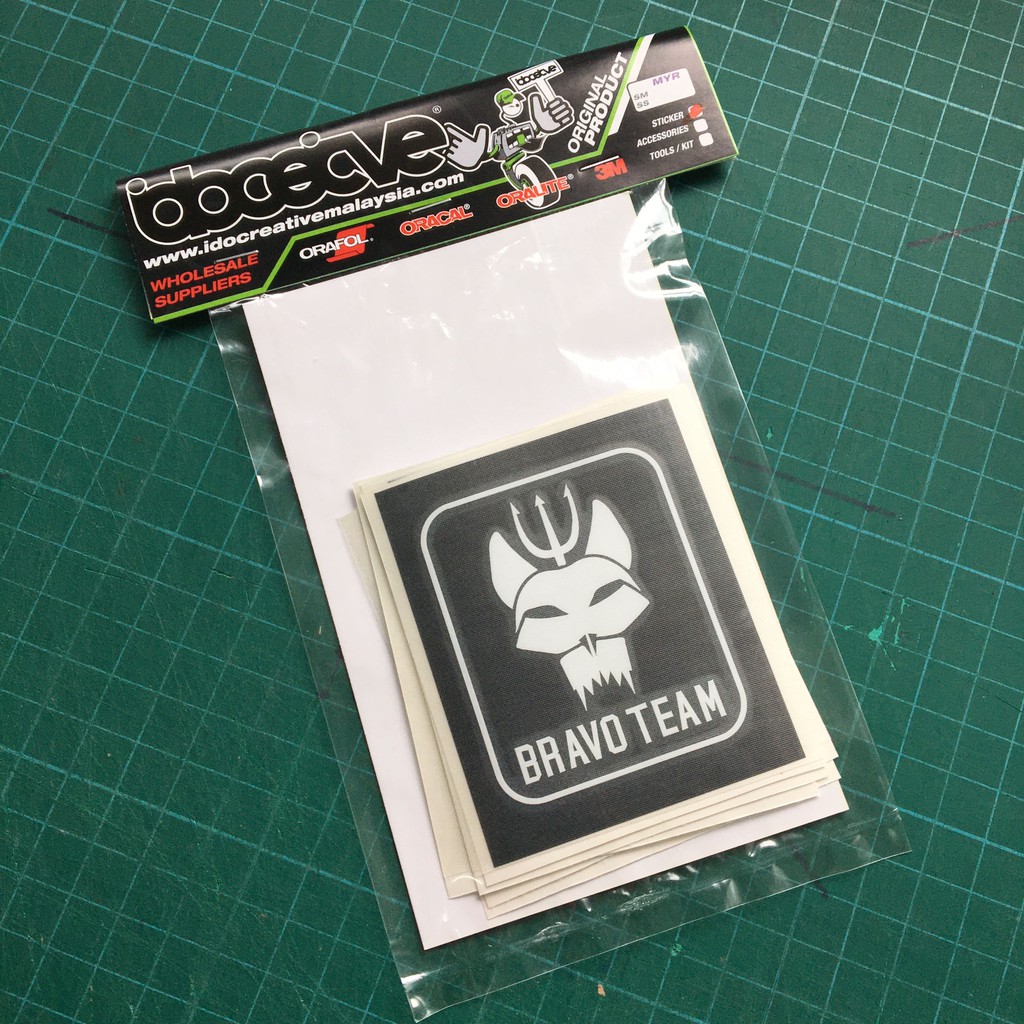 idocreative®
idocreative
ORIGINAL
PRODUCT
MYR
SM
SS
STICKER
ACCESSORIES
TOOLS / KIT
www.idocreativemalaysia.com
WHOLESALE
SUPPLIERS
ORAFOL®
ORACAL®
ORALITE®
3M
BRAVO TEAM